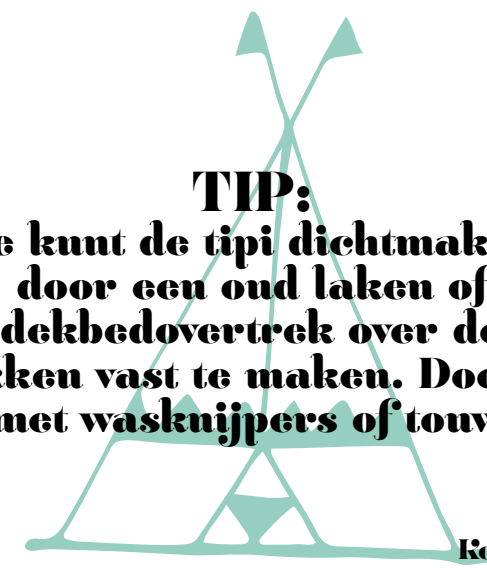 TIP:
e kunt de tipi dichtmak
door een oud laken of
dekbedovertrek over de
ken vast te maken. Doo
met wasknijpers of touw